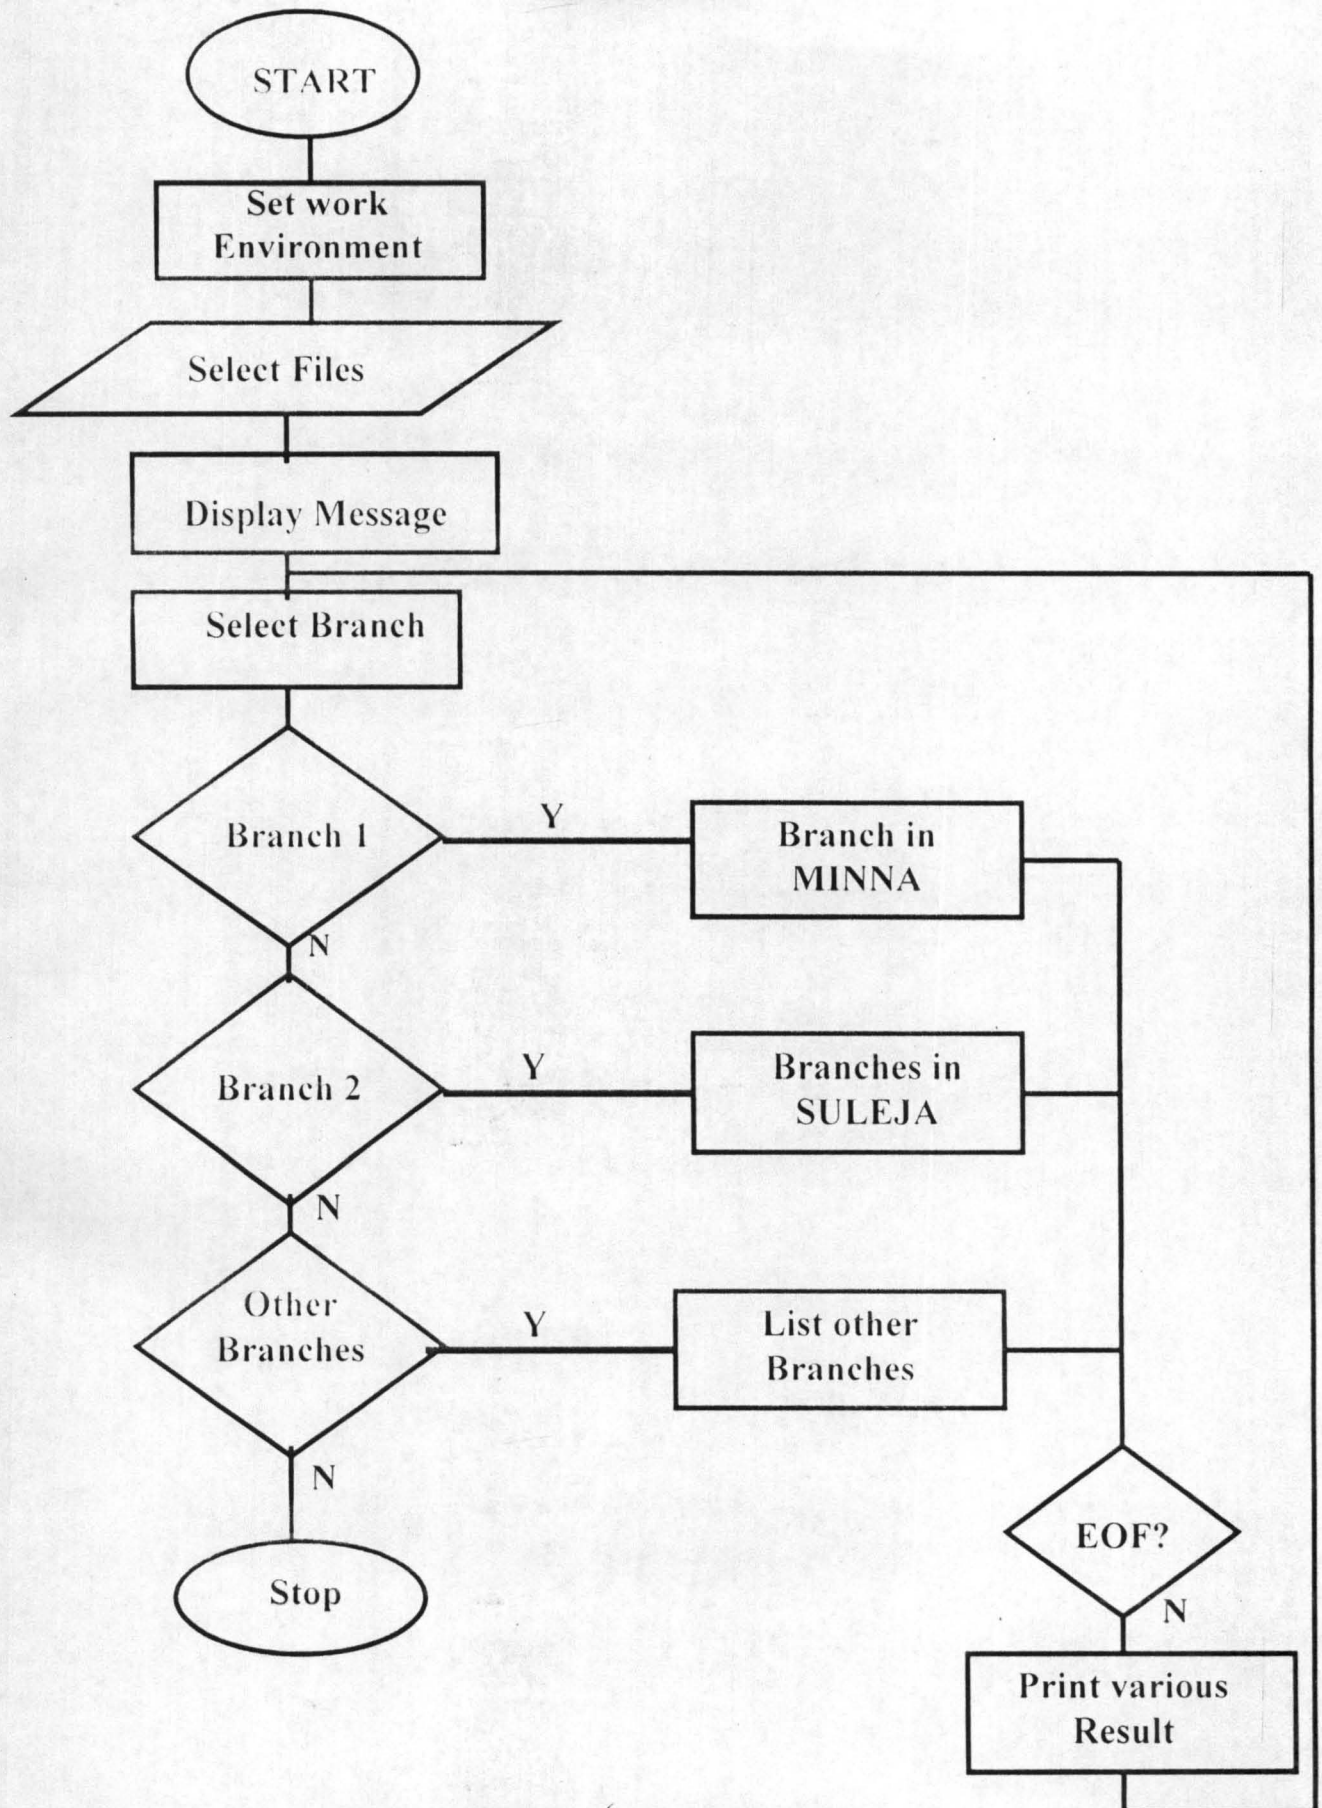 START
Set work
Environment
Select Files
Display Message
Select Branch
Branch 1
Y
Branch in
MINNA
N
Branch 2
Y
Branches in
SULEJA
N
Other
Branches
Y
List other
Branches
N
EOF?
Stop
N
Print various
Result